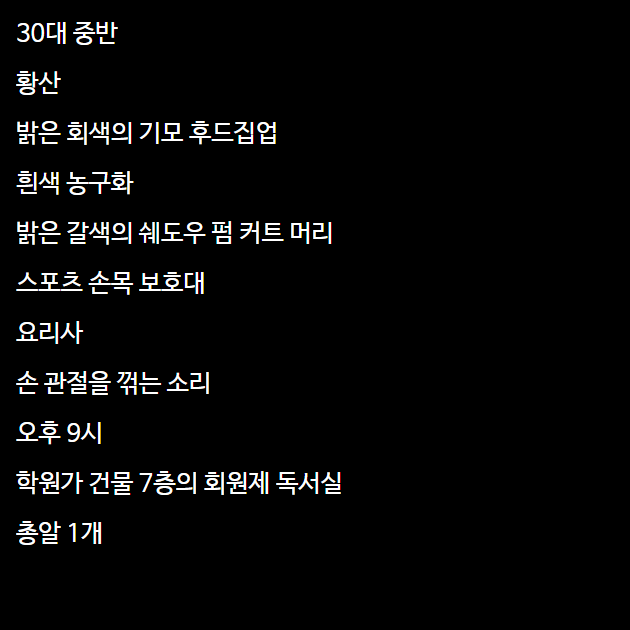 30대 중반
황산
밝은 회색의 기모 후드집업
흰색 농구화
밝은 갈색의 쉐도우 펌 커트 머리
스포츠 손목 보호대
요리사
손 관절을 꺾는 소리
오후 9시
학원가 건물 7층의 회원제 독서실
총알 1개